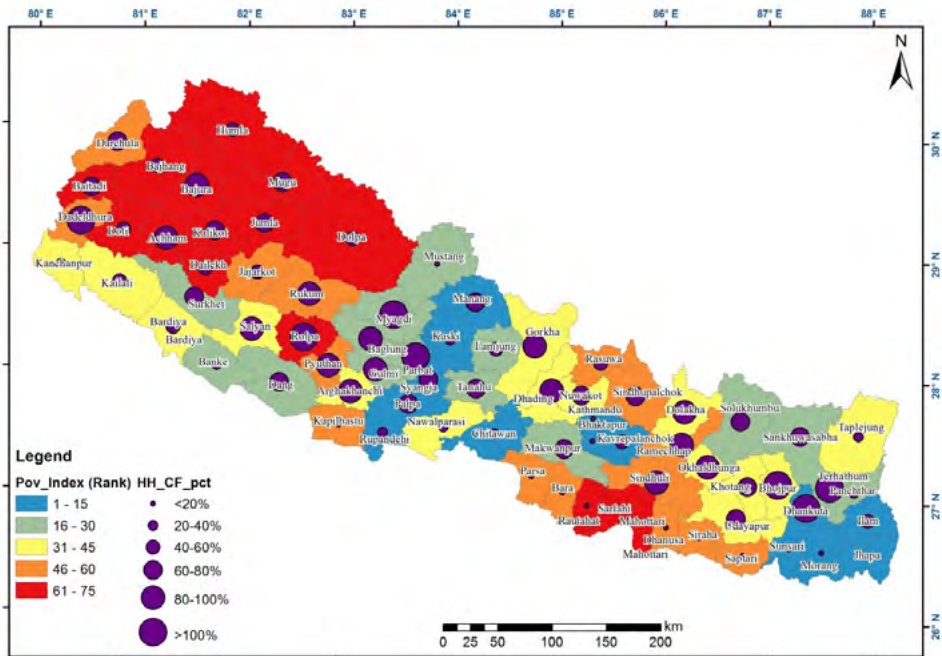 80° E 81° E 82° E 83° E 84° E 85° E 86° E 87° E 88° E
N
30° N
29° N
28° N
27° N
26° N
Humla
Darchula
Bajhang
Baitadi
Bajura
Mugu
Dadeldhura
Doti
Achham
Kalikot
Jumla
Dolpa
Kanchanpur
Kailali
Dailekh
Jajarkot
Mustang
Surkhet
Rukum
Manang
Bardiya
Bardiya
Salyan
Rolpa
Myagdi
Baglung
Kaski
Lamjung
Gorkha
Rasuwa
Banke
Dang
Pyuthan
Gulmi
Parbat
Syangja
Tanahu
Arghakhanchi
Palpa
Dhading
Nuwakot
Sindhupalchok
Kapilbastu
Rupandehi
Nawalparasi
Chitawan
Kathmandu
Bhaktapur
Kavrepalanchok
Dolakha
Ramechhap
Solukhumbu
Sankhuwasabha
Taplejung
Makwanpur
Okhaldhunga
Khotang
Bhojpur
Terhathum
Panchthar
Parsa
Bara
Sindhuli
Dhankuta
Ilam
Rautahat
Sarlahi
Mahottari
Dhanusa
Mahottari
Siraha
Udayapur
Saptari
Sunsari
Morang
Jhapa
Legend
Pov_Index (Rank) HH_CF_pct
1 - 15 <20%
16 - 30 20-40%
31 - 45 40-60%
46 - 60 60-80%
61 - 75 80-100%
>100%
km
0 25 50 100 150 200